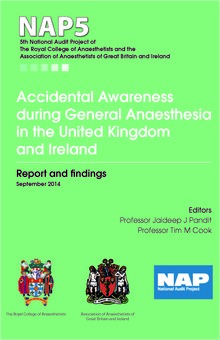 NAP5
5th National Audit Project of
The Royal College of Anaesthetists and the
Association of Anaesthetists of Great Britain and Ireland
Accidental Awareness
during General Anaesthesia
in the United Kingdom
and Ireland
Report and findings
September 2014
Editors
Professor Jaideep J Pandit
Professor Tim M Cook
NAP
National Audit Project
The Royal College of Anaesthetists
Association of Anaesthetists of
Great Britain and Ireland